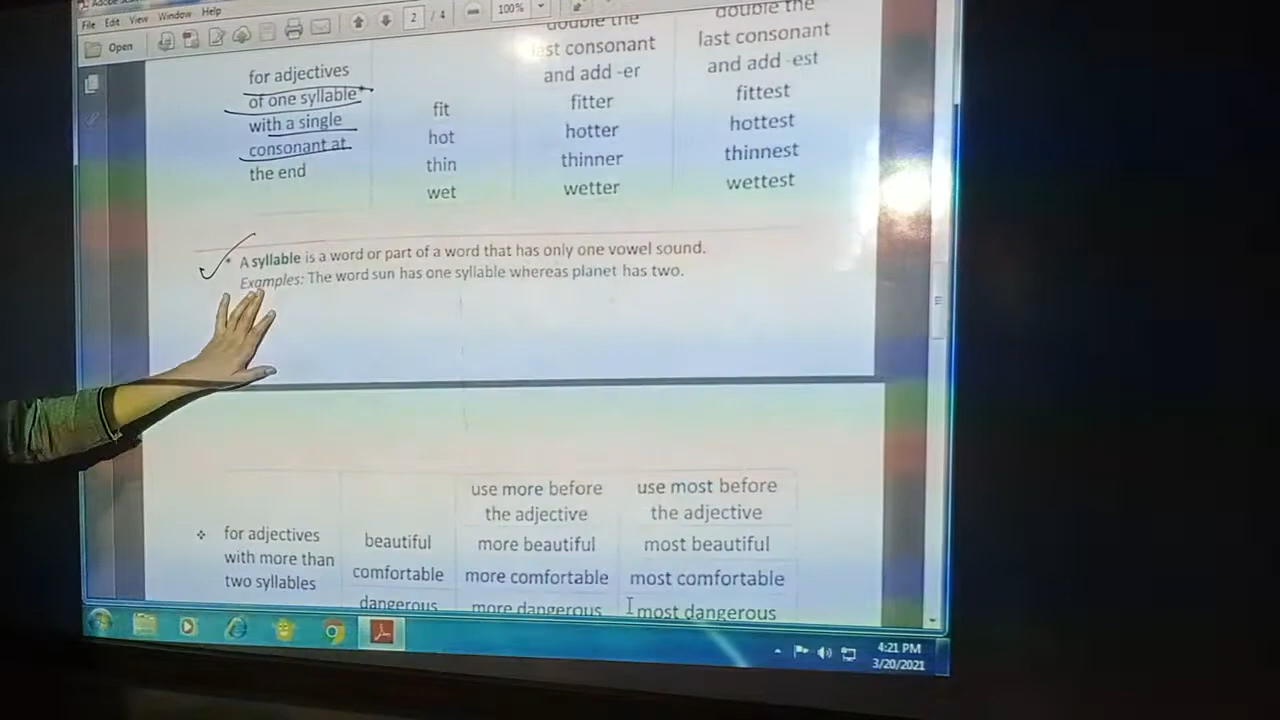 File Edit View Window Help
Open 2 / 4 100%
double the double the
last consonant last consonant
for adjectives and add -er and add -est
of one syllable* fit fitter fittest
with a single hot hotter hottest
consonant at thin thinner thinnest
the end wet wetter wettest
* A syllable is a word or part of a word that has only one vowel sound.
Examples: The word sun has one syllable whereas planet has two.
use more before use most before
the adjective the adjective
❖ for adjectives beautiful more beautiful most beautiful
with more than comfortable more comfortable most comfortable
two syllables dangerous more dangerous most dangerous
4:21 PM
3/20/2021